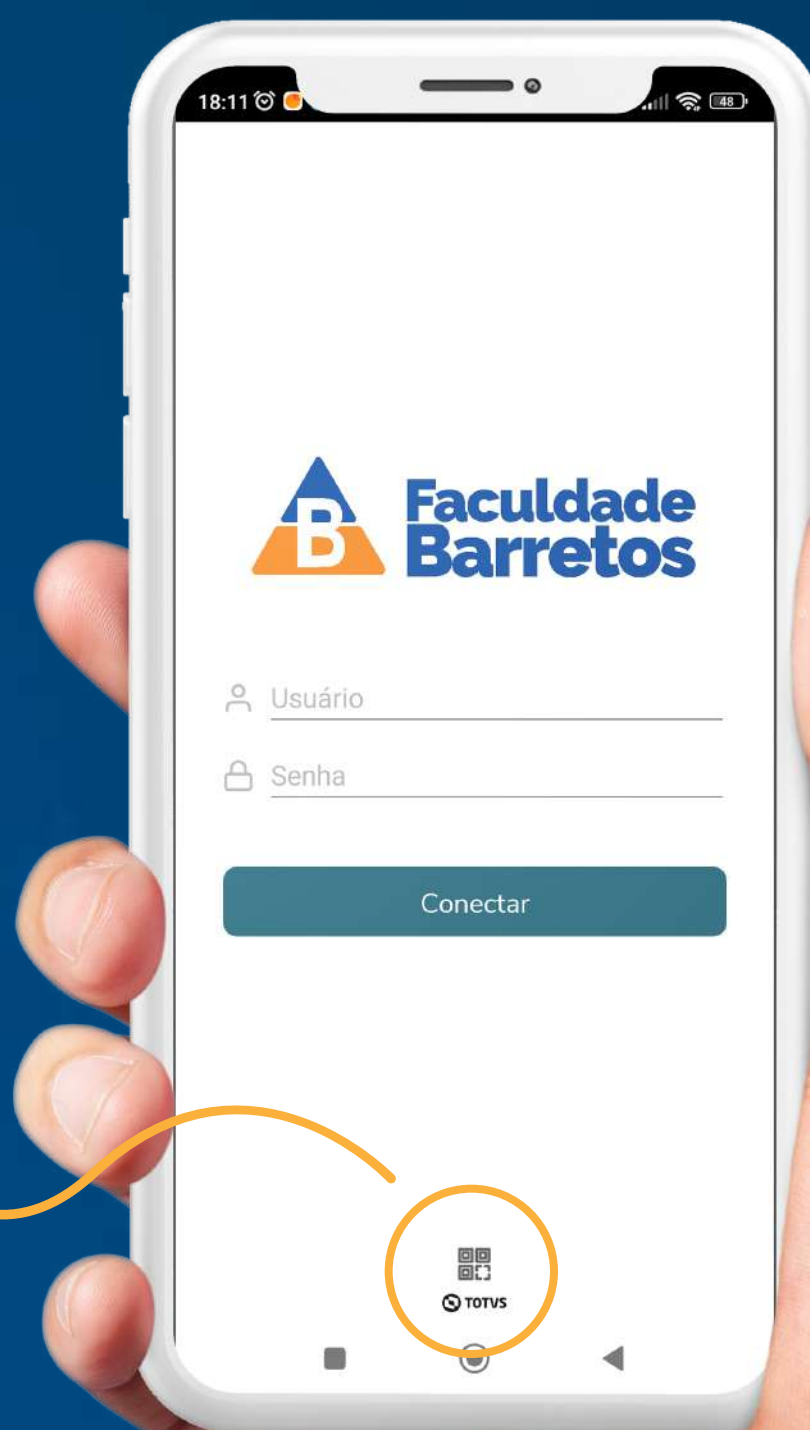 18:11
48
B
Faculdade
Barretos
Usuário
Senha
Conectar
TOTVS